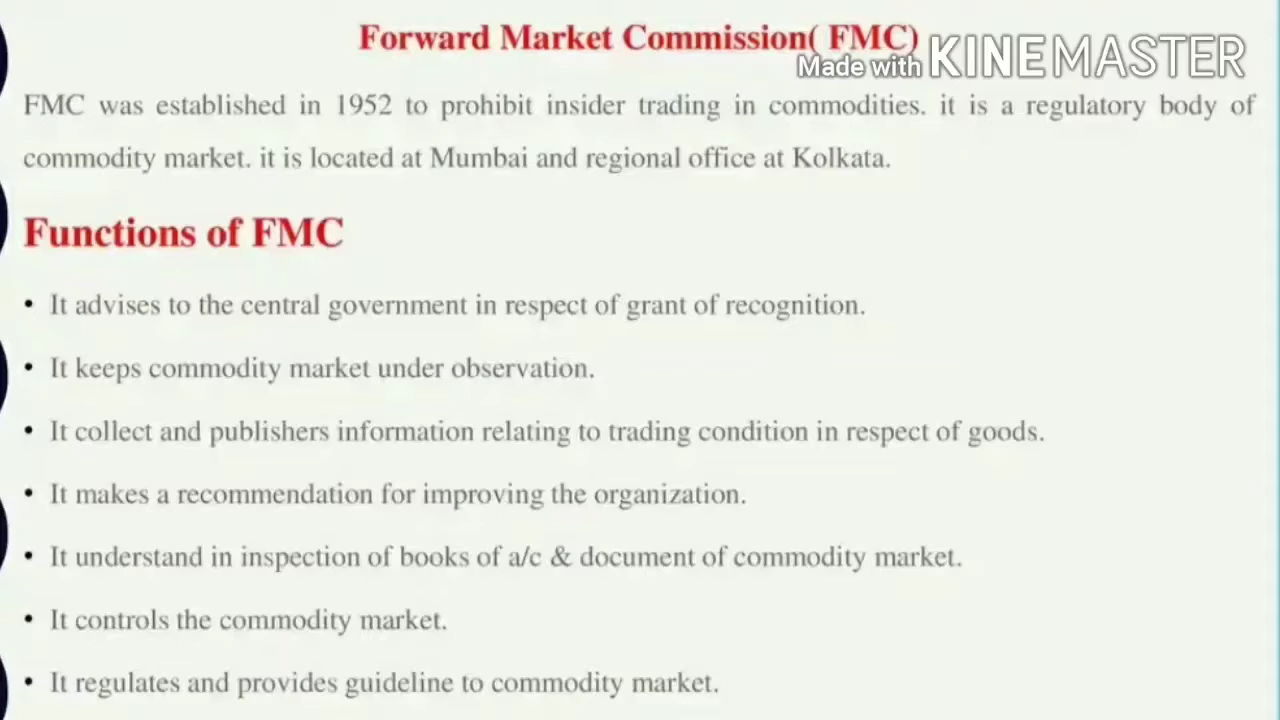 Forward Market Commission( FMC)
Made with KINEMASTER
FMC was established in 1952 to prohibit insider trading in commodities. it is a regulatory body of
commodity market. it is located at Mumbai and regional office at Kolkata.
Functions of FMC
• It advises to the central government in respect of grant of recognition.
• It keeps commodity market under observation.
• It collect and publishers information relating to trading condition in respect of goods.
• It makes a recommendation for improving the organization.
• It understand in inspection of books of a/c & document of commodity market.
• It controls the commodity market.
• It regulates and provides guideline to commodity market.